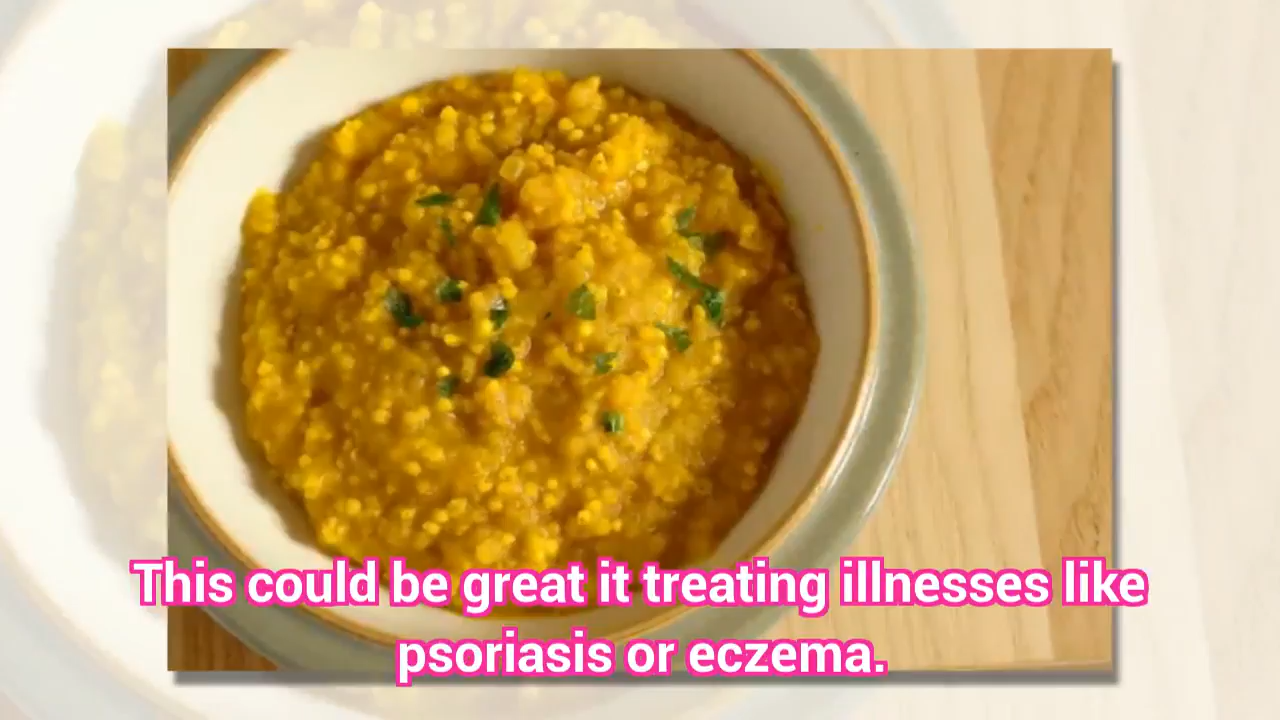 This could be great it treating illnesses like
psoriasis or eczema.